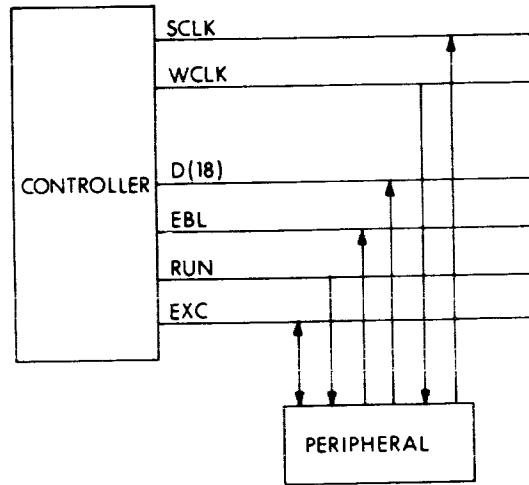 SCLK
WCLK
D(18)
CONTROLLER
EBL
RUN
EXC
PERIPHERAL